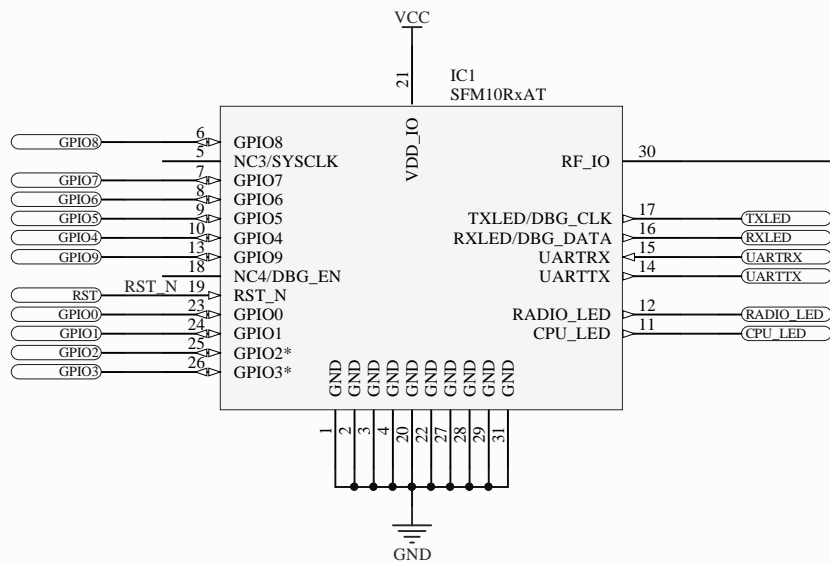 VCC
21
IC1
SFM10RxAT
VDD_IO
GPIO8 6 GPIO8
5 NC3/SYSCLK
RF_IO 30
GPIO7 7 GPIO7
GPIO6 8 GPIO6
GPIO5 9 GPIO5
TXLED/DBG_CLK 17 TXLED
GPIO4 10 GPIO4
RXLED/DBG_DATA 16 RXLED
GPIO9 13 GPIO9
UARTRX 15 UARTRX
18 NC4/DBG_EN
UARTTX 14 UARTTX
RST RST_N 19 RST_N
GPIO0 23 GPIO0
RADIO_LED 12 RADIO_LED
GPIO1 24 GPIO1
CPU_LED 11 CPU_LED
GPIO2 25 GPIO2*
GPIO3 26 GPIO3*
GND GND GND GND GND GND GND GND GND GND
1 2 3 4 20 22 27 28 29 31
GND